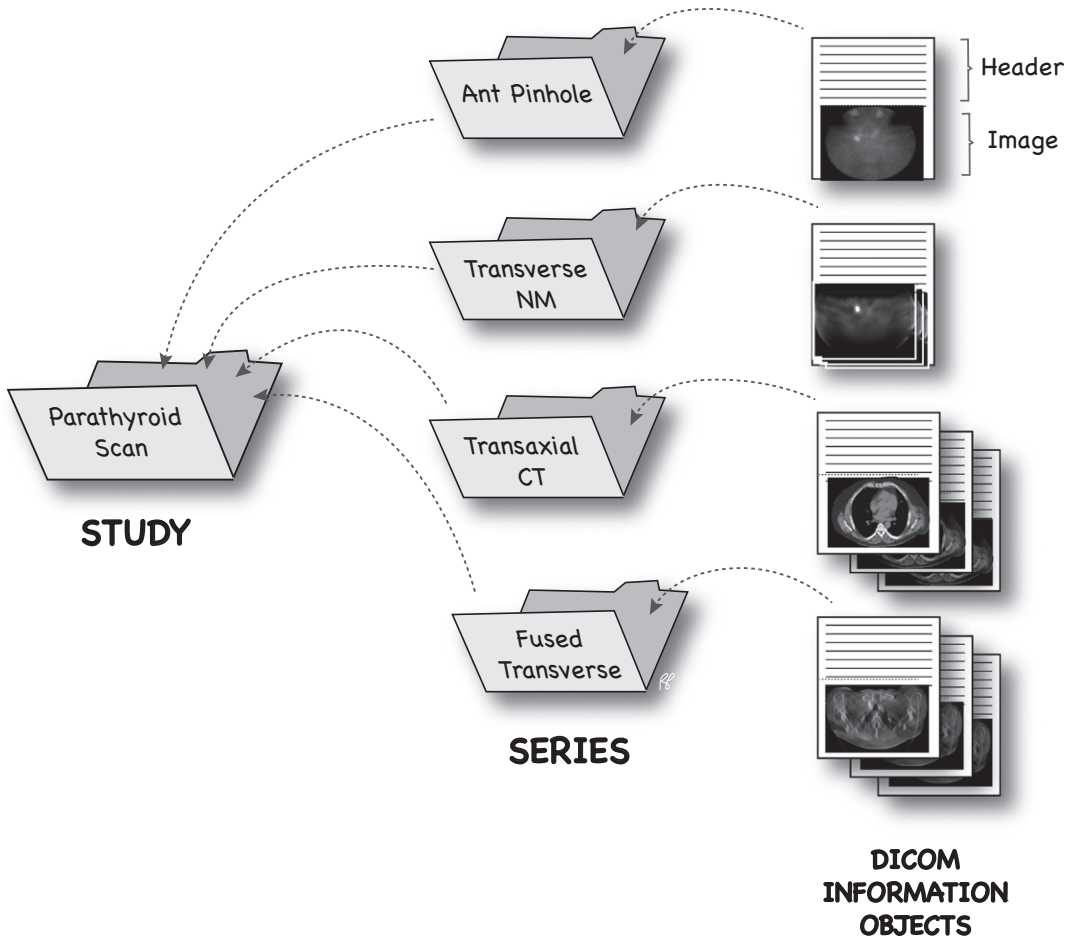 Ant Pinhole
Header
Image
Transverse
NM
Parathyroid
Scan
STUDY
Transaxial
CT
Fused
Transverse
SERIES
DICOM
INFORMATION
OBJECTS